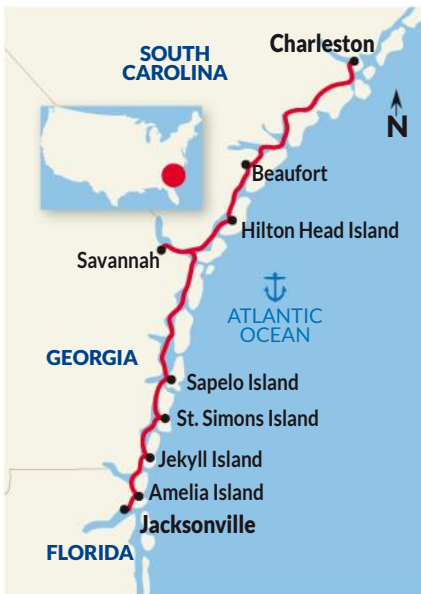 Charleston
SOUTH
CAROLINA
N
Beaufort
Hilton Head Island
Savannah
ATLANTIC
OCEAN
GEORGIA
Sapelo Island
St. Simons Island
Jekyll Island
Amelia Island
Jacksonville
FLORIDA